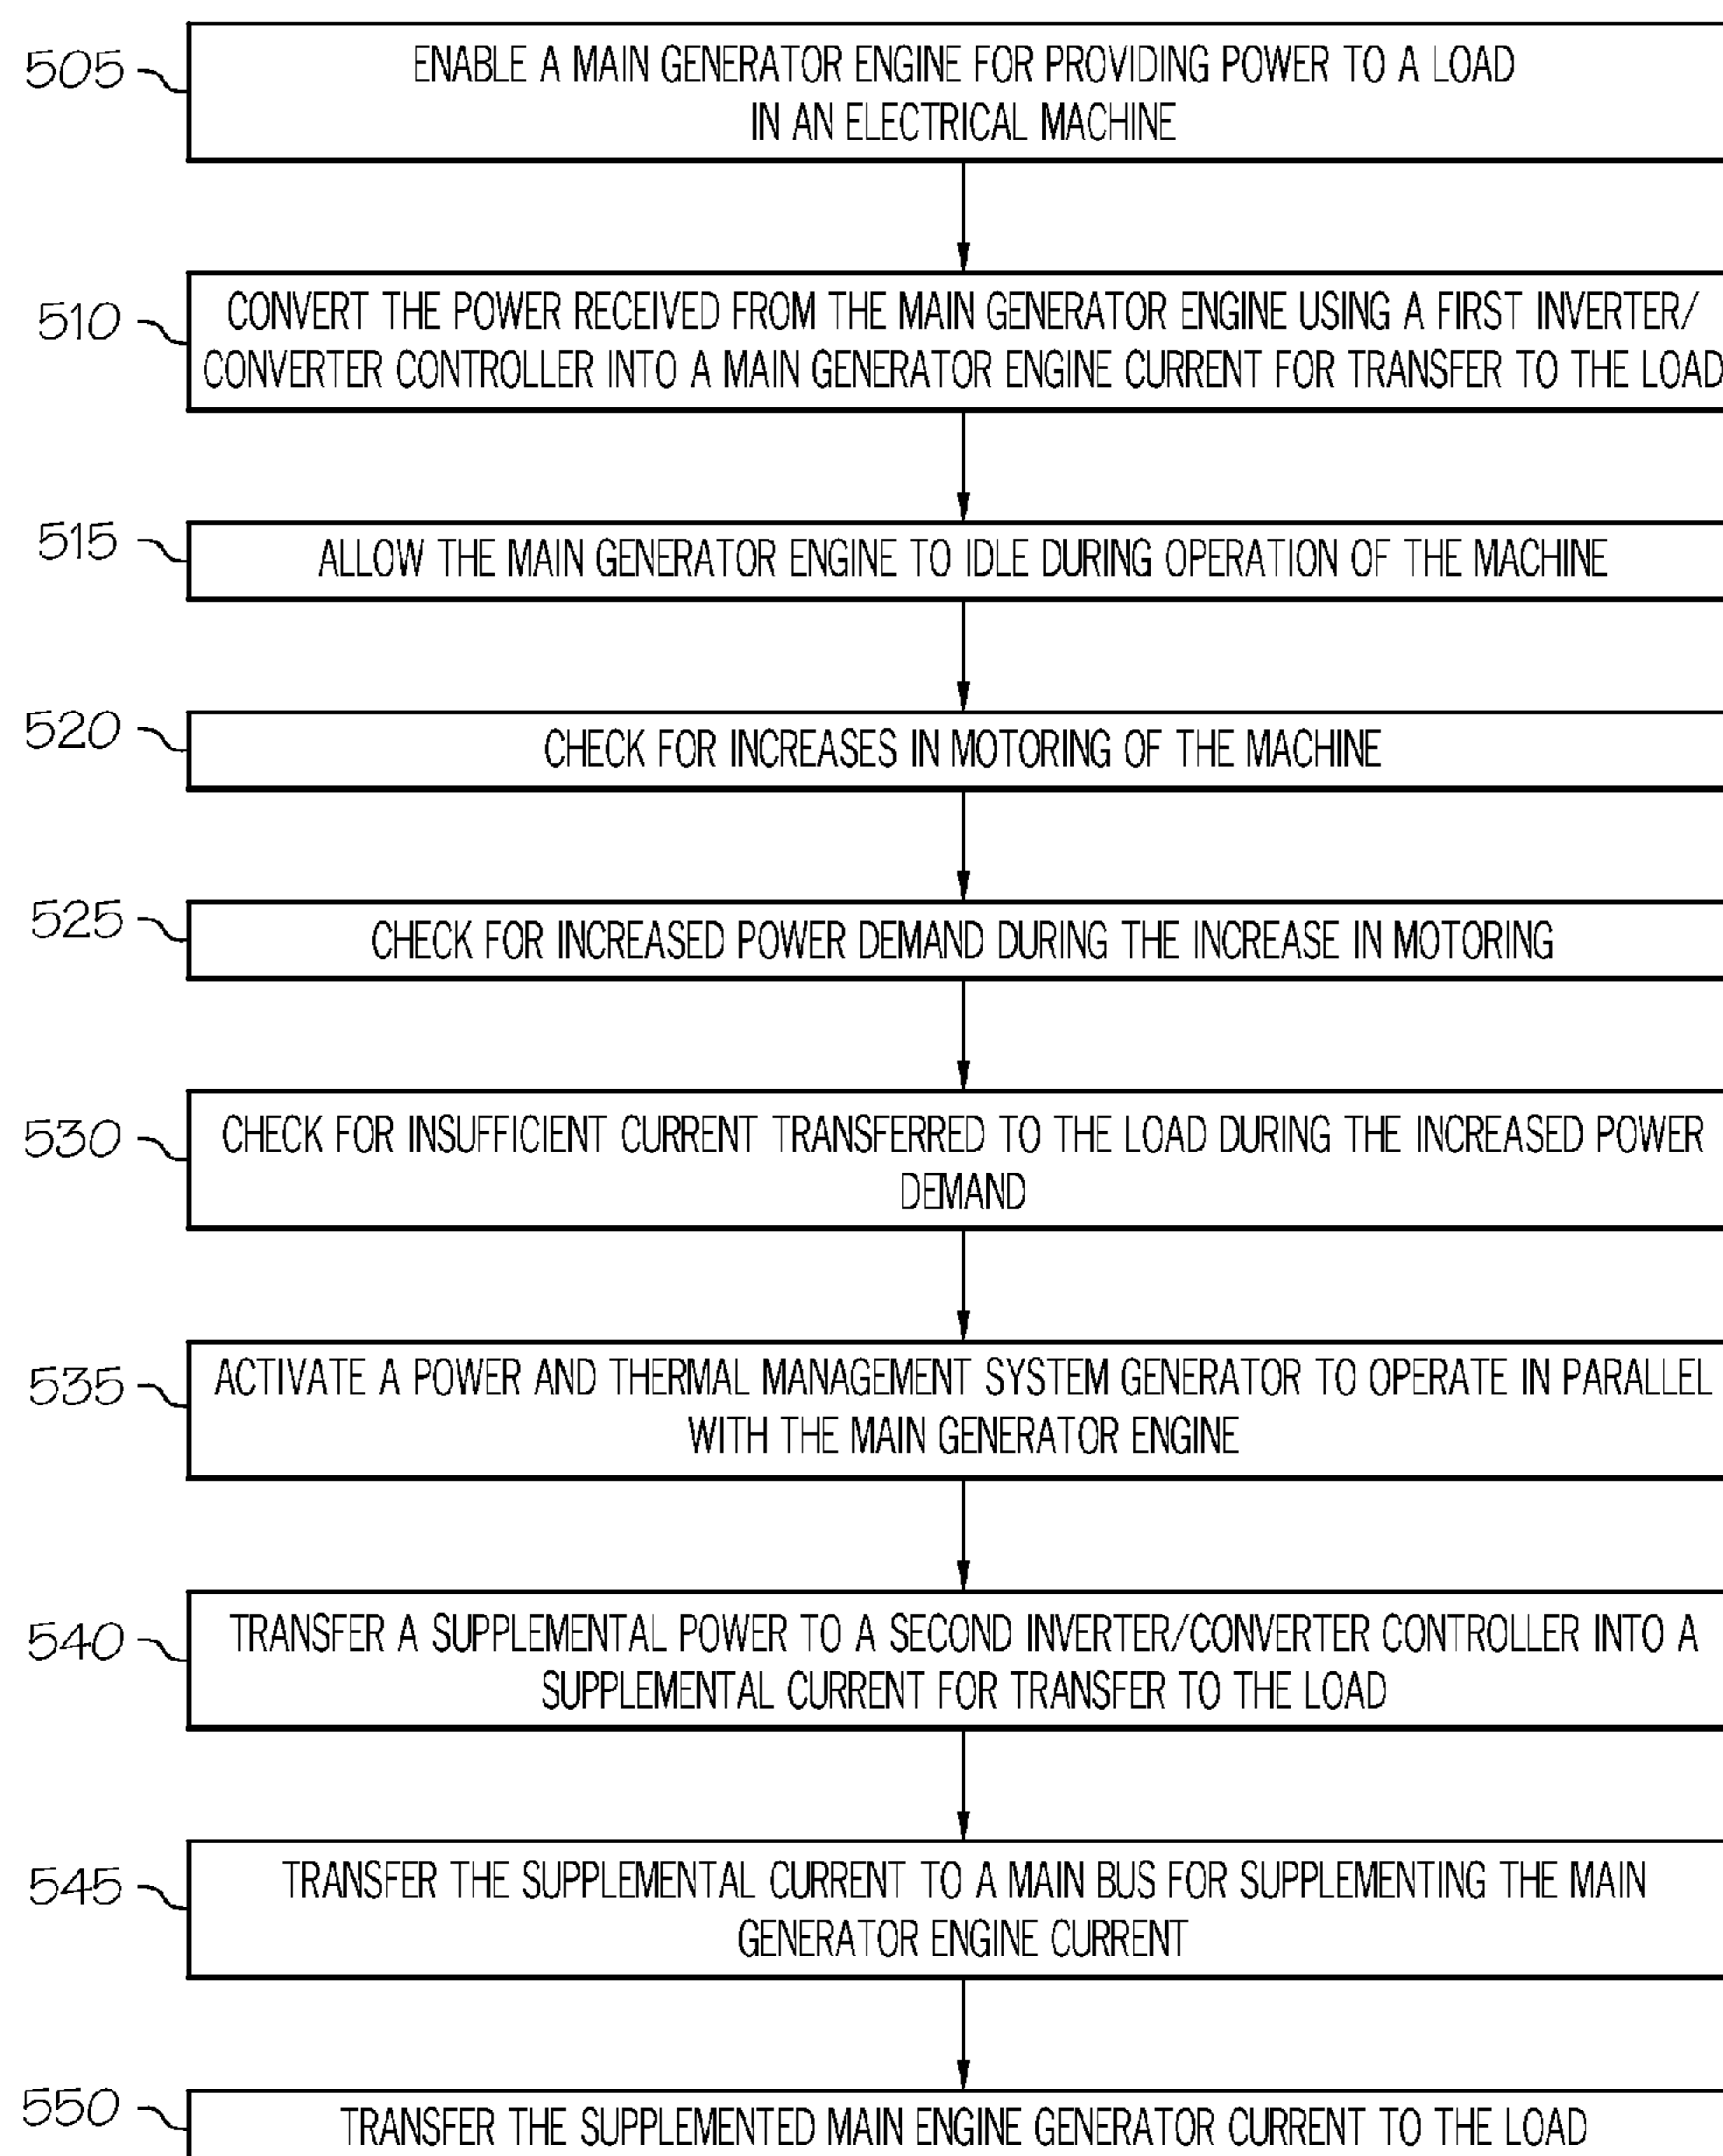 505
ENABLE A MAIN GENERATOR ENGINE FOR PROVIDING POWER TO A LOAD
IN AN ELECTRICAL MACHINE
510
CONVERT THE POWER RECEIVED FROM THE MAIN GENERATOR ENGINE USING A FIRST INVERTER/
CONVERTER CONTROLLER INTO A MAIN GENERATOR ENGINE CURRENT FOR TRANSFER TO THE LOAD
515
ALLOW THE MAIN GENERATOR ENGINE TO IDLE DURING OPERATION OF THE MACHINE
520
CHECK FOR INCREASES IN MOTORING OF THE MACHINE
525
CHECK FOR INCREASED POWER DEMAND DURING THE INCREASE IN MOTORING
530
CHECK FOR INSUFFICIENT CURRENT TRANSFERRED TO THE LOAD DURING THE INCREASED POWER
DEMAND
535
ACTIVATE A POWER AND THERMAL MANAGEMENT SYSTEM GENERATOR TO OPERATE IN PARALLEL
WITH THE MAIN GENERATOR ENGINE
540
TRANSFER A SUPPLEMENTAL POWER TO A SECOND INVERTER/CONVERTER CONTROLLER INTO A
SUPPLEMENTAL CURRENT FOR TRANSFER TO THE LOAD
545
TRANSFER THE SUPPLEMENTAL CURRENT TO A MAIN BUS FOR SUPPLEMENTING THE MAIN
GENERATOR ENGINE CURRENT
550
TRANSFER THE SUPPLEMENTED MAIN ENGINE GENERATOR CURRENT TO THE LOAD